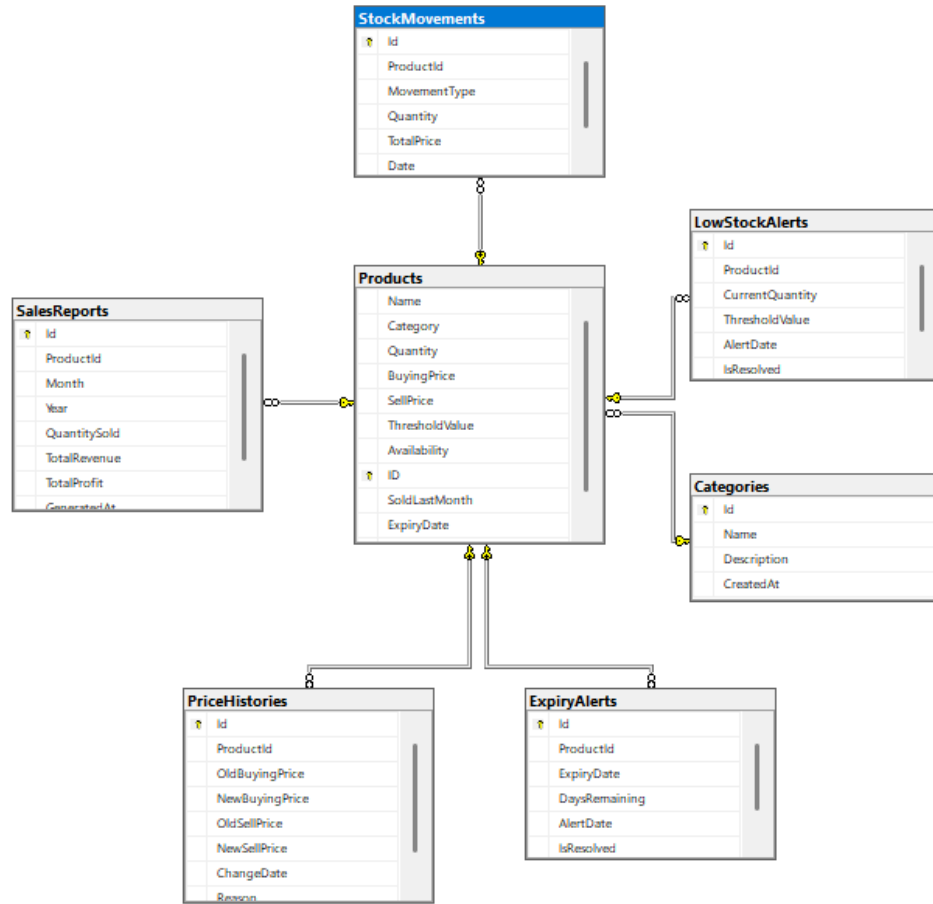 StockMovements
Id
ProductId
MovementType
Quantity
TotalPrice
Date
LowStockAlerts
Id
ProductId
CurrentQuantity
ThresholdValue
AlertDate
IsResolved
Products
Name
Category
Quantity
BuyingPrice
SellPrice
ThresholdValue
Availability
ID
SoldLastMonth
ExpiryDate
SalesReports
Id
ProductId
Month
Year
QuantitySold
TotalRevenue
TotalProfit
GeneratedAt
Categories
Id
Name
Description
CreatedAt
PriceHistories
Id
ProductId
OldBuyingPrice
NewBuyingPrice
OldSellPrice
NewSellPrice
ChangeDate
Reason
ExpiryAlerts
Id
ProductId
ExpiryDate
DaysRemaining
AlertDate
IsResolved